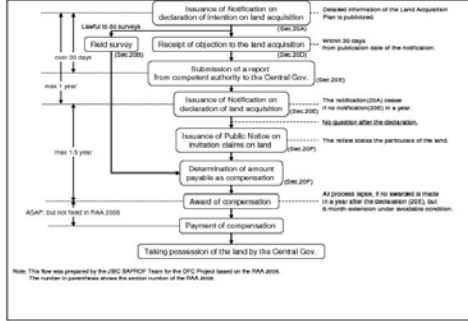 Issuance of Notification on
declaration of intention on land acquisition
(Sec.20A)
Detailed information of the Land Acquisition
Plan is publicized.
Lawful to do surveys
Field survey
(Sec.20B)
Receipt of objection to the land acquisition
(Sec.20D)
Within 30 days
from publication date of the notification.
over 30 days
Submission of a report
from competent authority to the Central Gov.
(Sec.20E)
max 1 year
Issuance of Notification on
declaration of land acquisition
(Sec.20E)
The notification(20A) cease
if no notification(20E) in a year.
No question after the declaration.
Issuance of Public Notice on
invitation claims on land
(Sec.20F)
The notice states the particulars of the land.
max 1.5 year
Determination of amount
payable as compensation
(Sec.20F)
Award of compensation
All process lapse, if no awarded is made
in a year after the declaration (20E), but
6 month-extension under avoidable condition.
ASAP, but not fixed in RAA 2008
Payment of compensation
Taking possession of the land by the Central Gov.
Note: This flow was prepared by the JBIC SAPROF Team for the DFC Project based on the RAA 2008.
The number in parenthesis shows the section number of the RAA 2008.